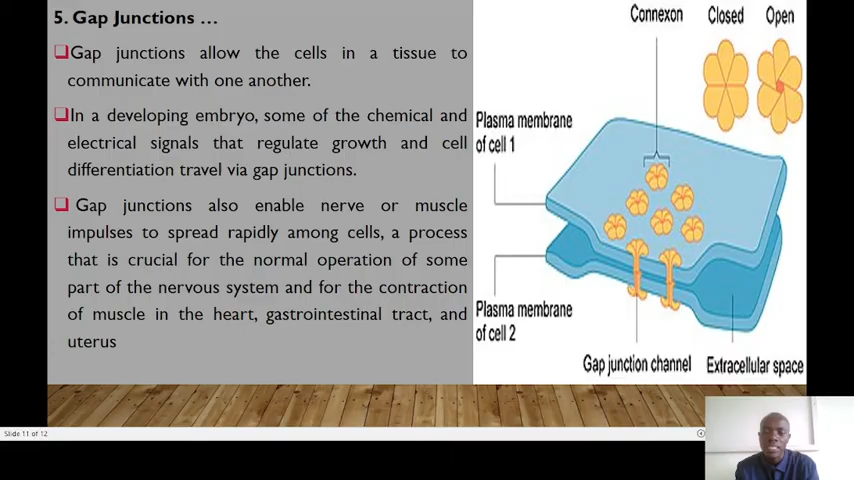 5. Gap Junctions …
Gap junctions allow the cells in a tissue to
communicate with one another.
In a developing embryo, some of the chemical and
electrical signals that regulate growth and cell
differentiation travel via gap junctions.
Gap junctions also enable nerve or muscle
impulses to spread rapidly among cells, a process
that is crucial for the normal operation of some
part of the nervous system and for the contraction
of muscle in the heart, gastrointestinal tract, and
uterus
Connexon
Closed
Open
Plasma membrane
of cell 1
Plasma membrane
of cell 2
Gap junction channel
Extracellular space
Slide 11 of 12